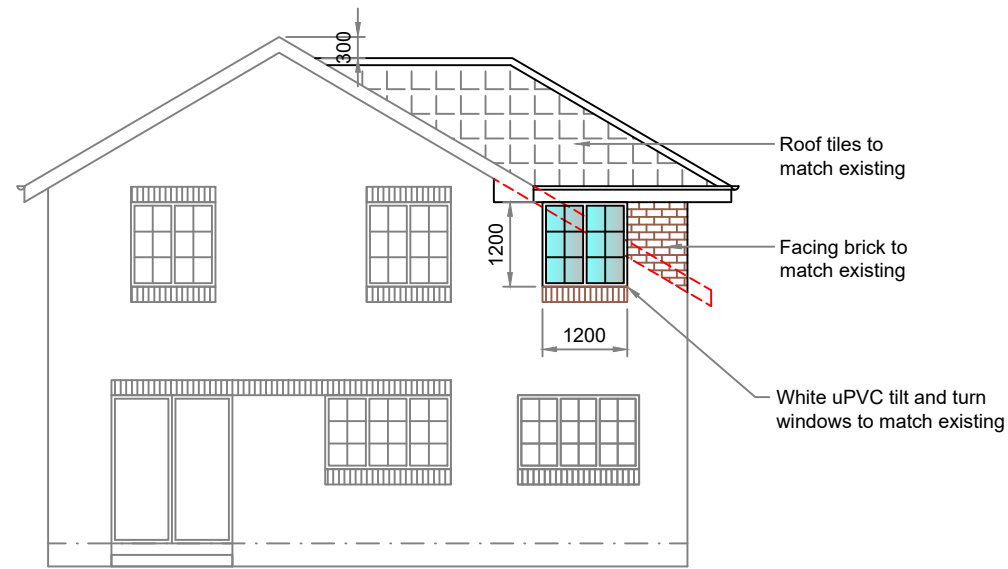 300
Roof tiles to
match existing
1200
Facing brick to
match existing
1200
White uPVC tilt and turn
windows to match existing